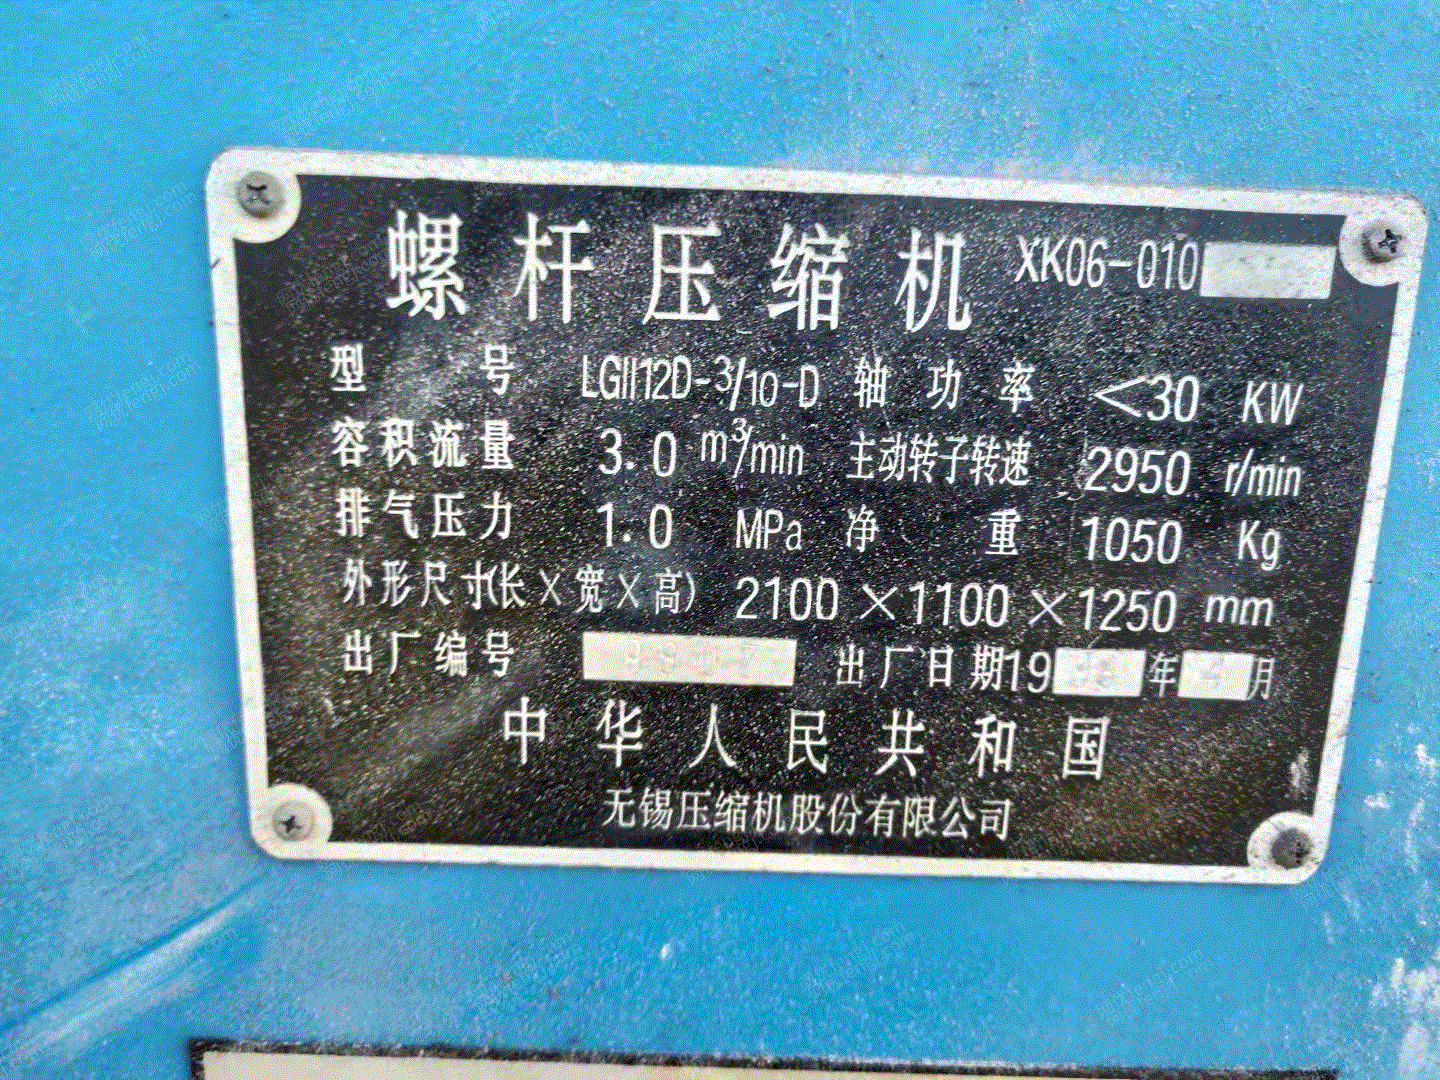 螺杆压缩机 XK06-010
型号 LGII12D-3/10-D 轴功率 <30 KW
容积流量 3.0 m³/min 主动转子转速 2950 r/min
排气压力 1.0 MPa 净重 1050 Kg
外形尺寸(长×宽×高) 2100×1100×1250 mm
出厂编号 出厂日期19 年 4 月
中华人民共和国
无锡压缩机股份有限公司